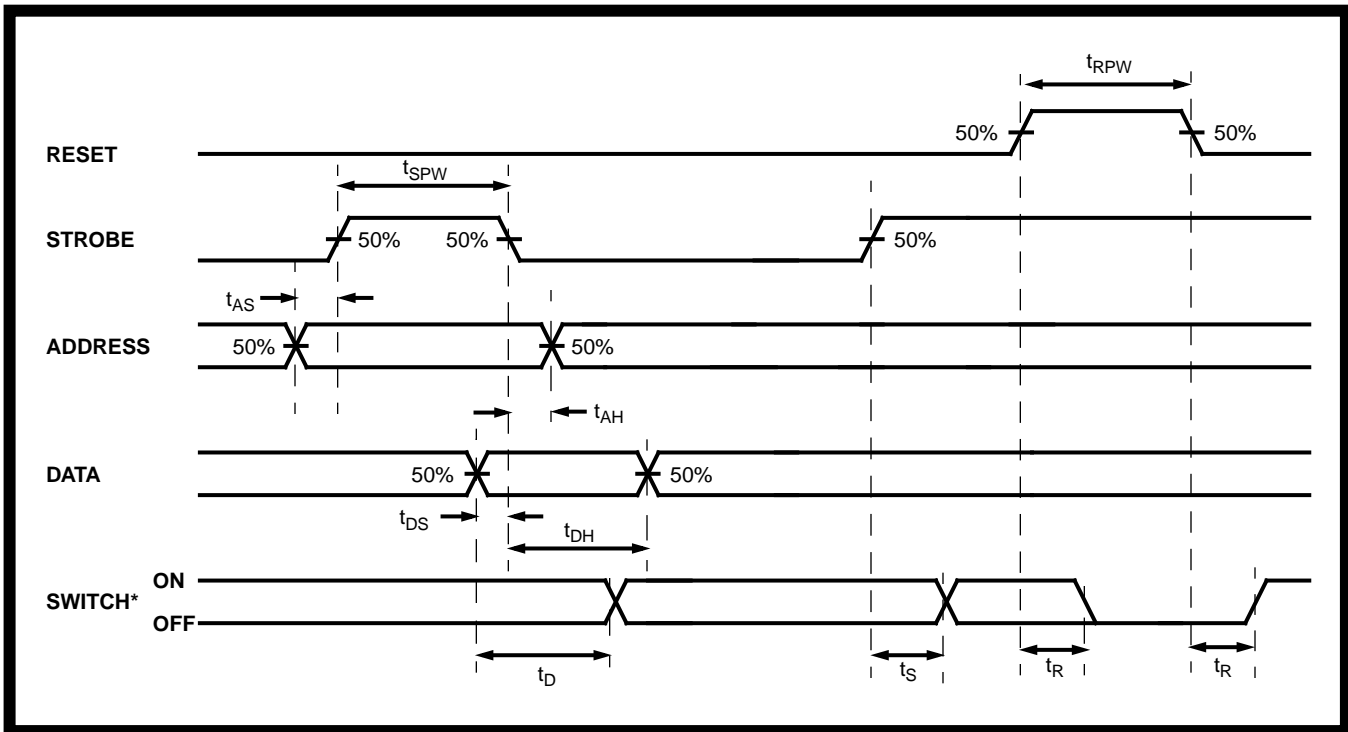 tRPW
50% 50%
RESET
tSPW
STROBE 50% 50% 50%
tAS
ADDRESS 50% 50%
tAH
DATA 50% 50%
tDS tDH
ON
SWITCH*
OFF
tD tS tR tR